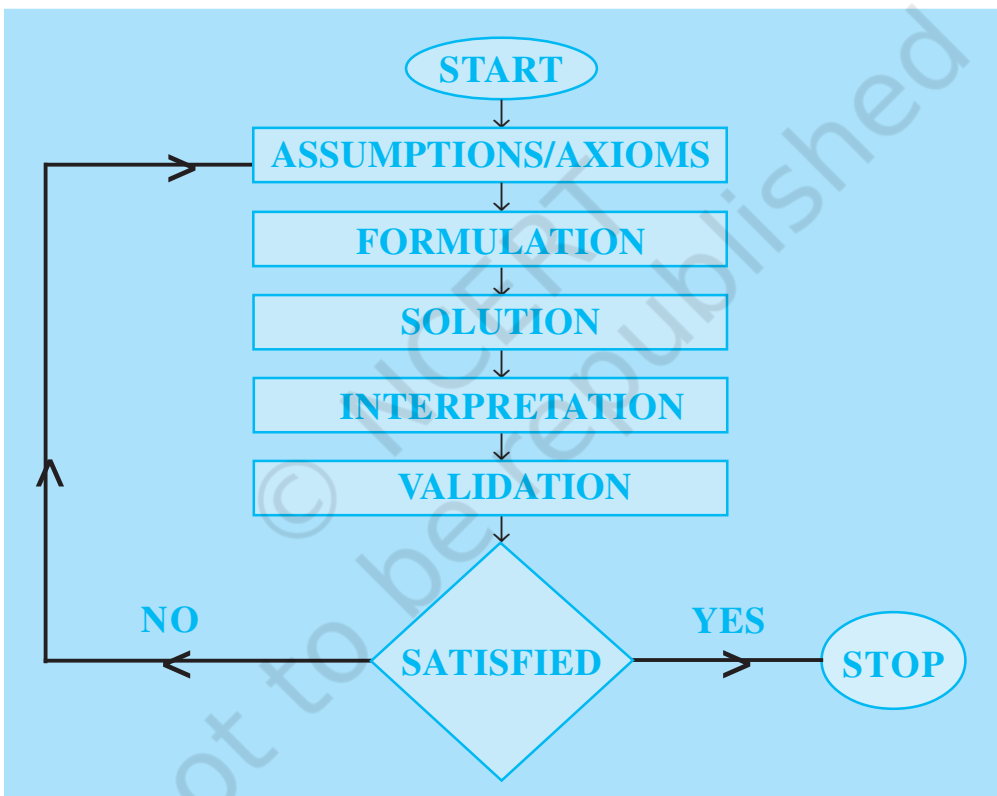 START
ASSUMPTIONS/AXIOMS
FORMULATION
SOLUTION
INTERPRETATION
VALIDATION
NO
YES
SATISFIED
STOP
© NCERT
not to be republished